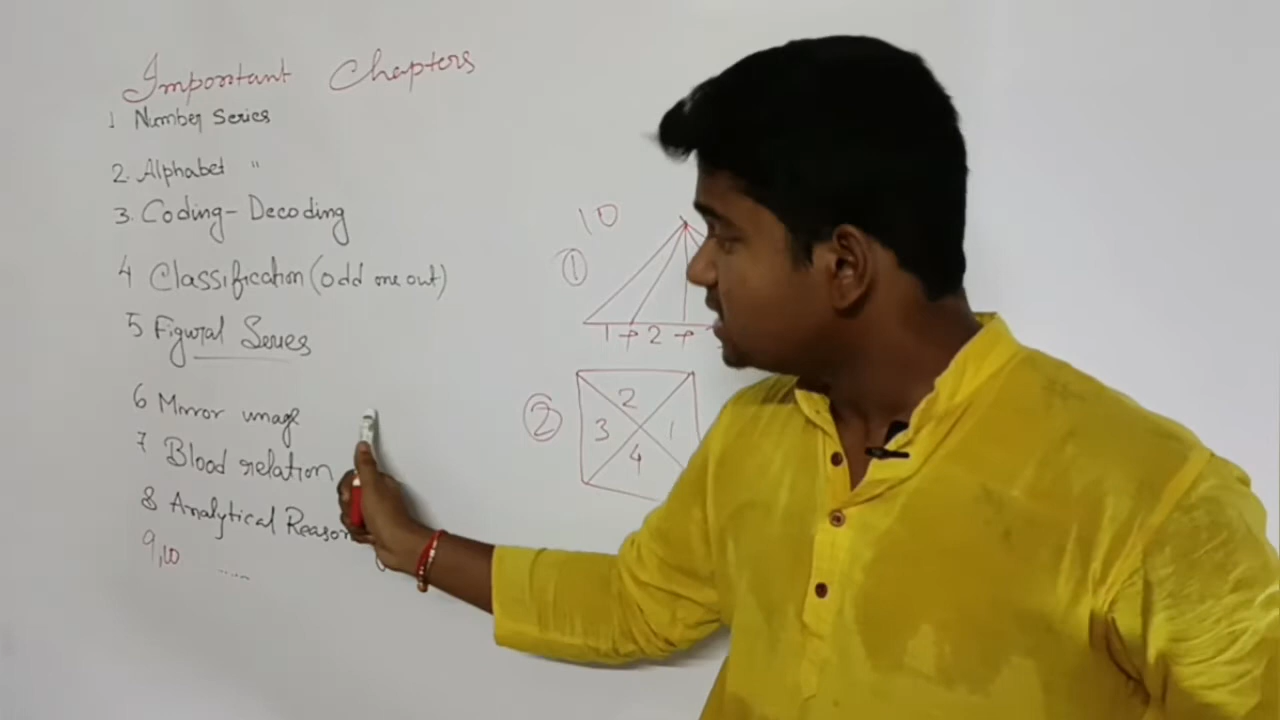 Important Chapters
1 Number Series
2. Alphabet "
3. Coding-Decoding
4 Classification (odd one out)
5 Figural Series
6 Mirror image
7 Blood relation
8 Analytical Reason
9,10 ......
10
①
1 + 2 +
②
2
3 1
4